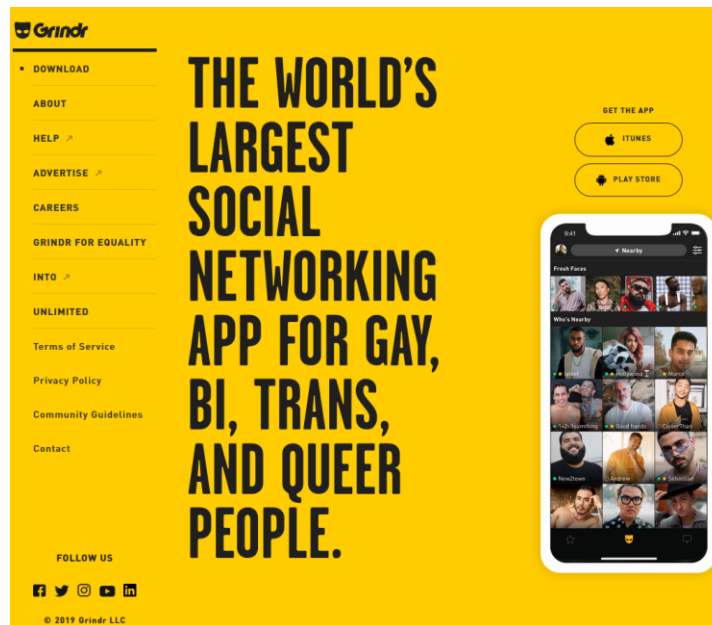 Grindr
DOWNLOAD
ABOUT
HELP
ADVERTISE
CAREERS
GRINDR FOR EQUALITY
INTO
UNLIMITED
Terms of Service
Privacy Policy
Community Guidelines
Contact
FOLLOW US
© 2019 Grindr LLC
THE WORLD'S
LARGEST
SOCIAL
NETWORKING
APP FOR GAY,
BI, TRANS,
AND QUEER
PEOPLE.
GET THE APP
ITUNES
PLAY STORE
9:41
Nearby
Fresh Faces
Who's Nearby
Hollywood
Marco
Good hands
CloserThan
New2town
Andrew
Sebastian